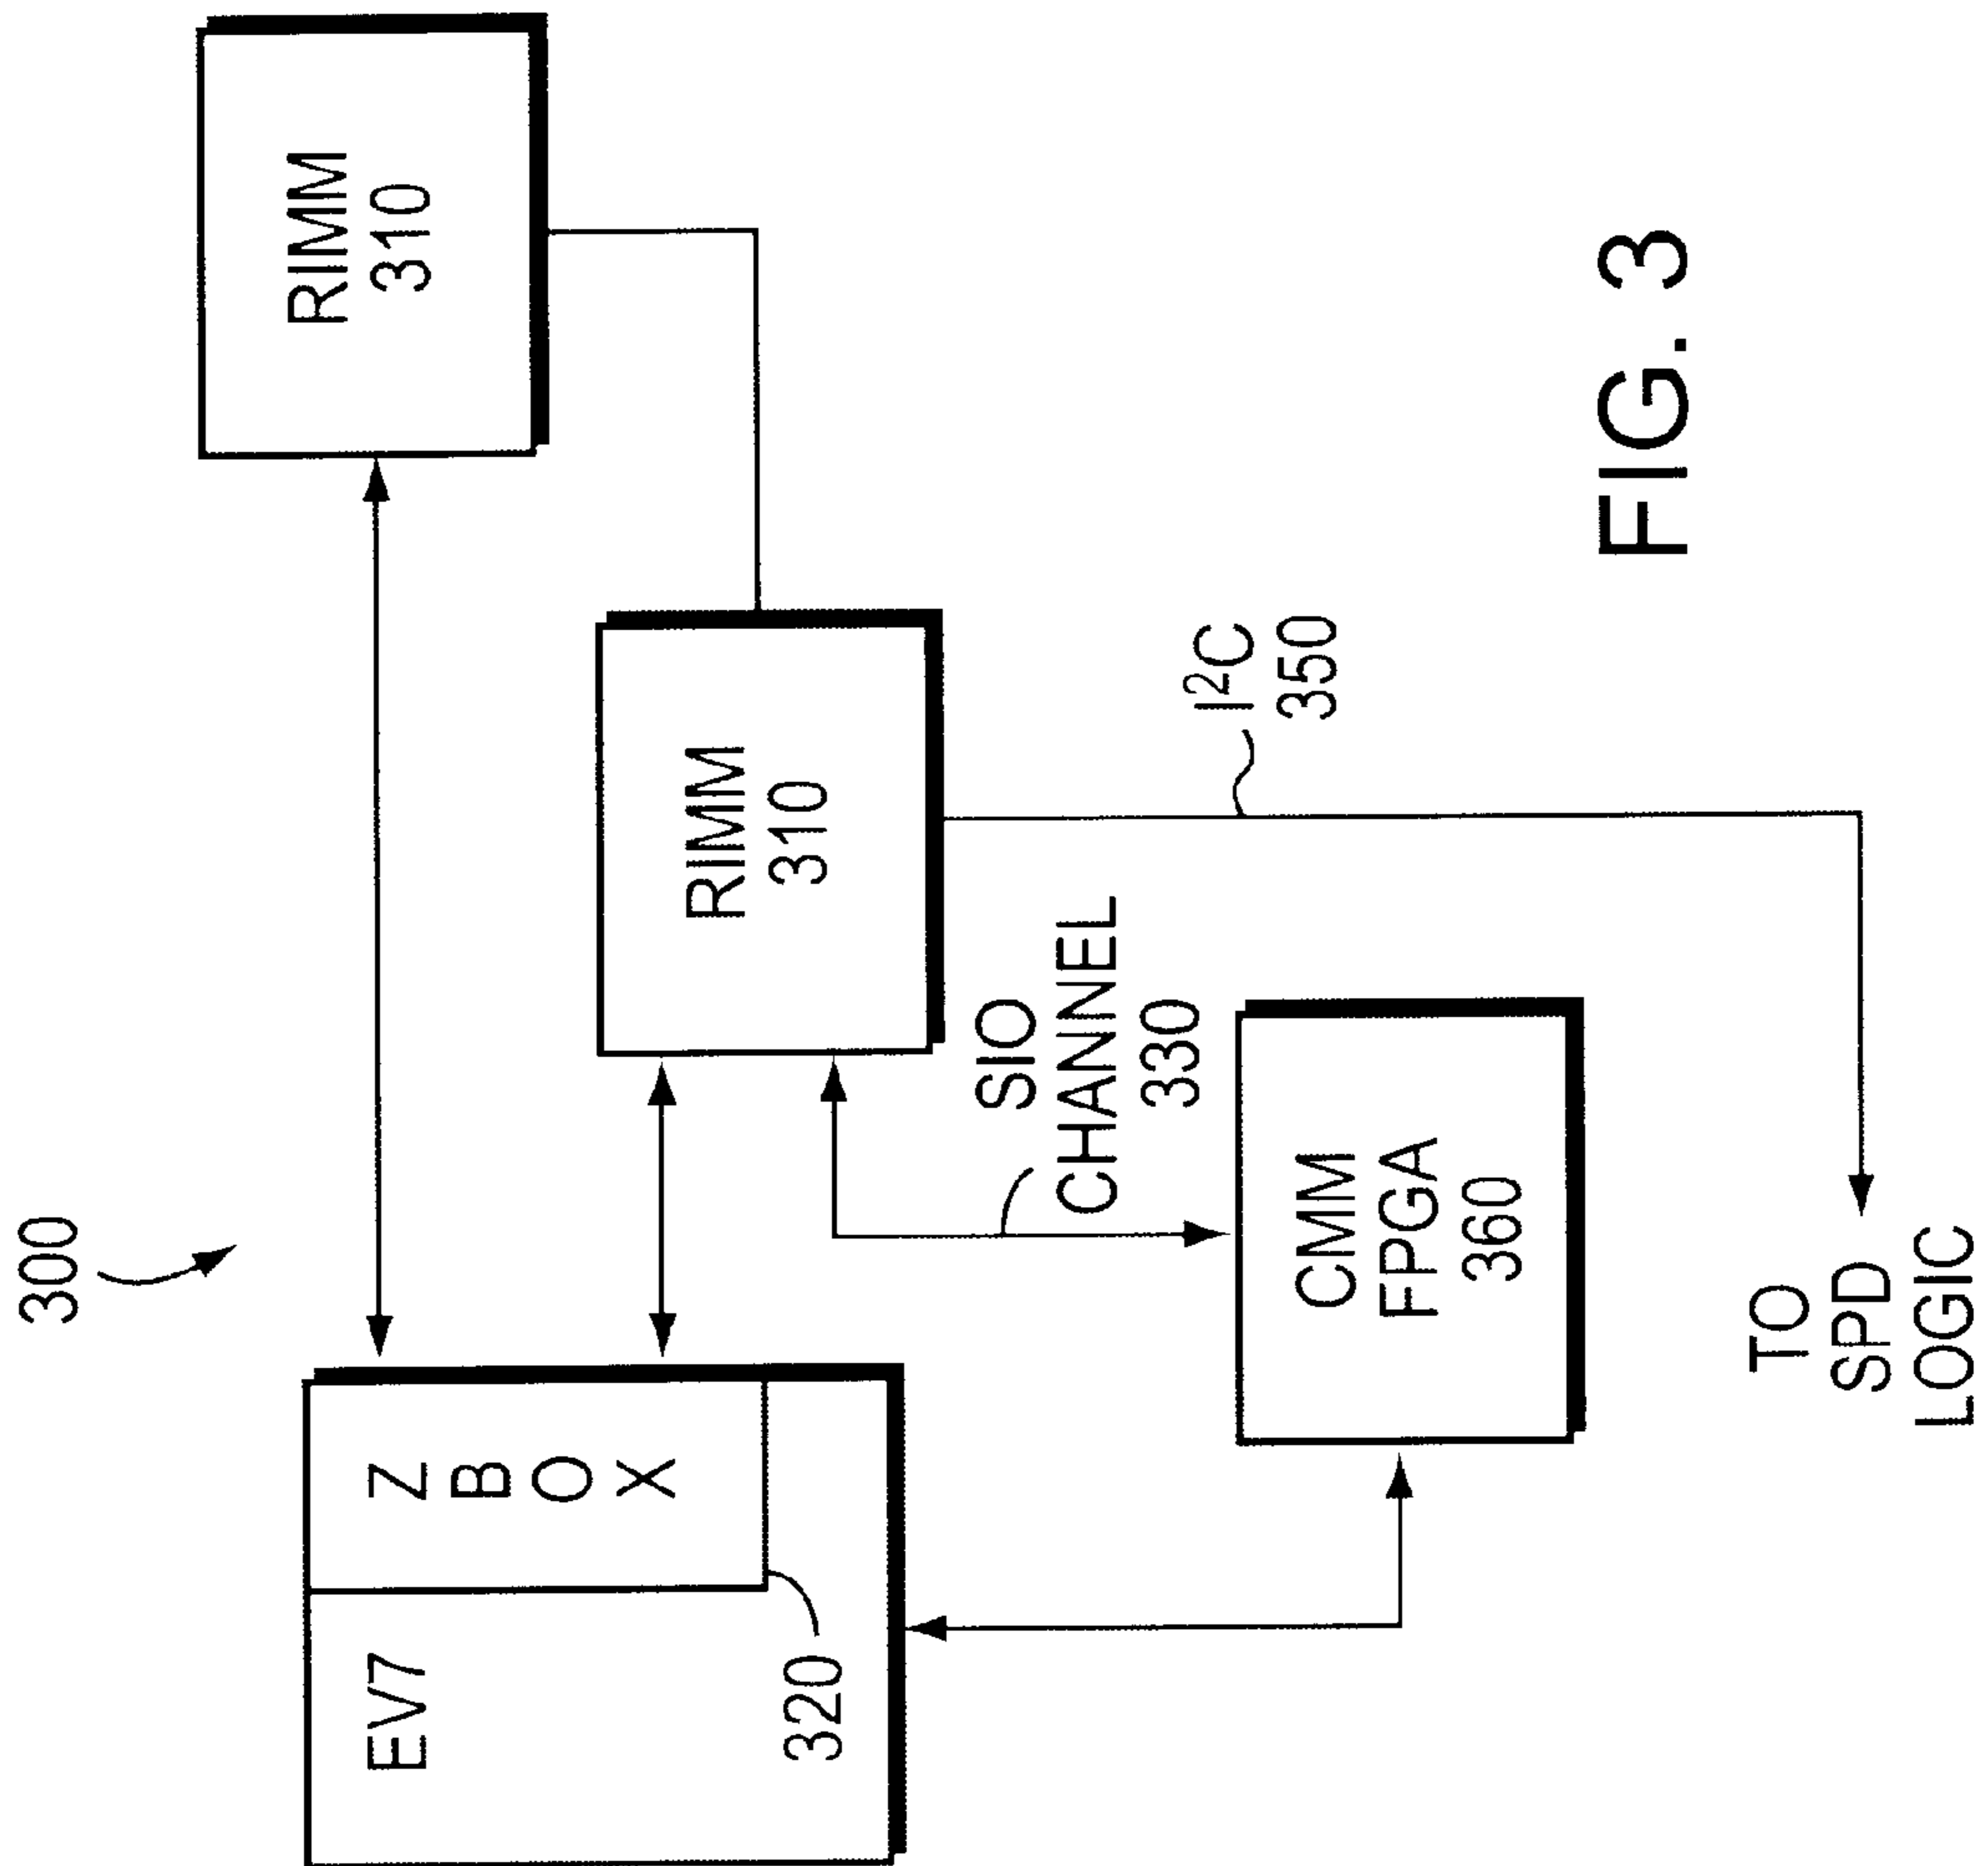 300
EV7
Z
B
O
X
320
RIMM
310
RIMM
310
SIO
CHANNEL
330
CMM
FPGA
360
I²C
350
TO
SPD
LOGIC
FIG. 3